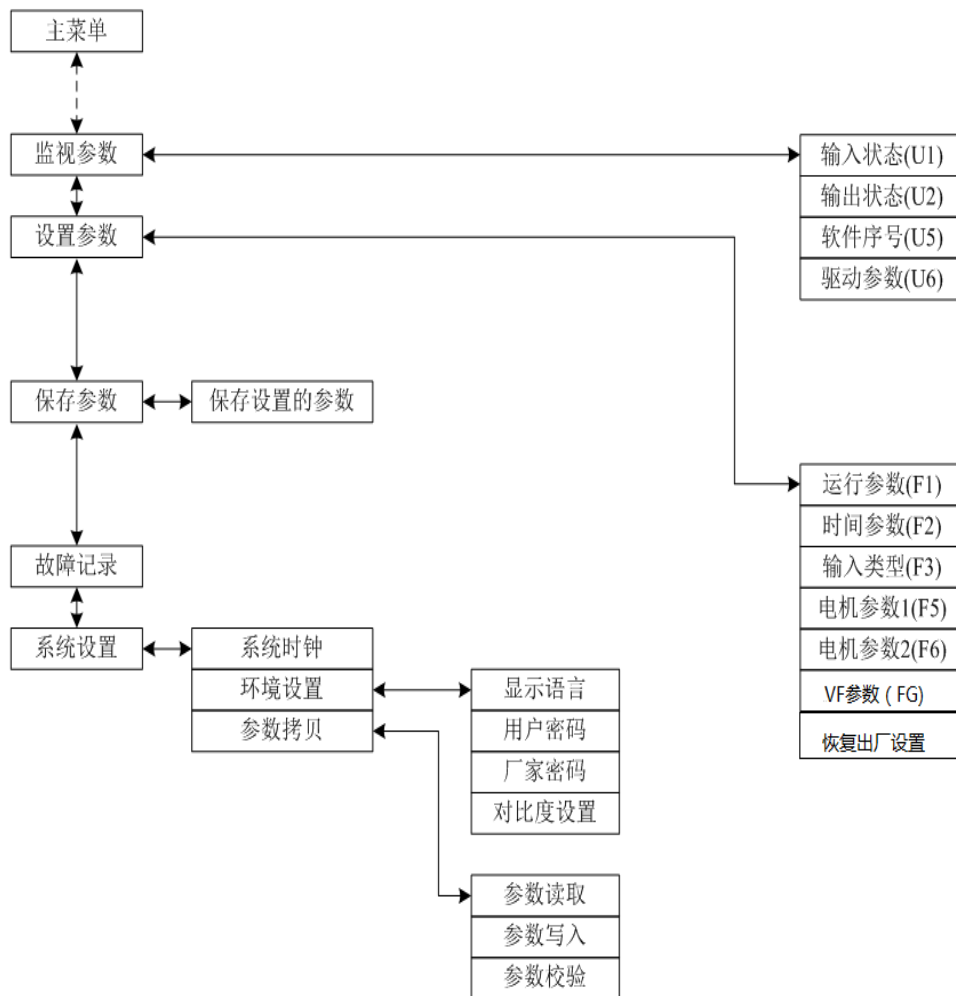 主菜单
监视参数
输入状态(U1)
输出状态(U2)
软件序号(U5)
驱动参数(U6)
设置参数
保存参数
保存设置的参数
运行参数(F1)
时间参数(F2)
输入类型(F3)
电机参数1(F5)
电机参数2(F6)
VF参数（FG)
恢复出厂设置
故障记录
系统设置
系统时钟
环境设置
参数拷贝
显示语言
用户密码
厂家密码
对比度设置
参数读取
参数写入
参数校验